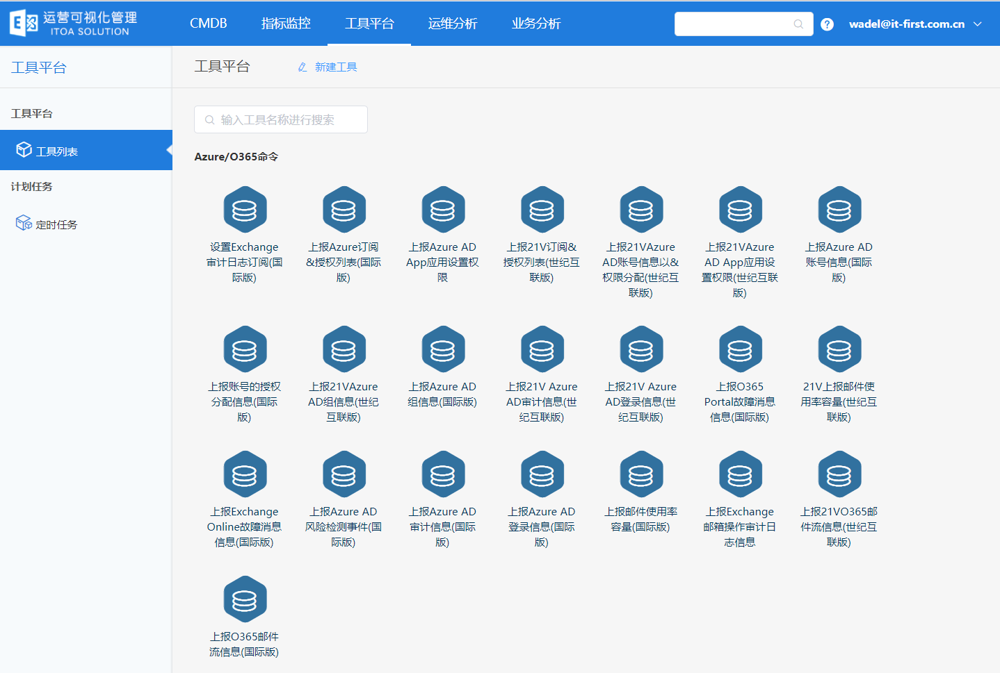 运营可视化管理
ITOA SOLUTION
CMDB
指标监控
工具平台
运维分析
业务分析
?
wadel@it-first.com.cn
工具平台
工具平台
工具列表
计划任务
定时任务
工具平台
新建工具
输入工具名称进行搜索
Azure/O365命令
设置Exchange
审计日志订阅(国
际版)
上报Azure订阅
&授权列表(国际
版)
上报Azure AD
App应用设置权
限
上报21V订阅&
授权列表(世纪互
联版)
上报21VAzure
AD账号信息以&
权限分配(世纪互
联版)
上报21VAzure
AD App应用设
置权限(世纪互联
版)
上报Azure AD
账号信息(国际
版)
上报账号的授权
分配信息(国际
版)
上报21VAzure
AD组信息(世纪
互联版)
上报Azure AD
组信息(国际版)
上报21V Azure
AD审计信息(世
纪互联版)
上报21V Azure
AD登录信息(世
纪互联版)
上报O365
Portal故障消息
信息(国际版)
21V上报邮件使
用率容量(世纪互
联版)
上报Exchange
Online故障消息
信息(国际版)
上报Azure AD
风险检测事件(国
际版)
上报Azure AD
审计信息(国际
版)
上报Azure AD
登录信息(国际
版)
上报邮件使用率
容量(国际版)
上报Exchange
邮箱操作审计日
志信息
上报21VO365邮
件流信息(世纪互
联版)
上报O365邮件
流信息(国际版)